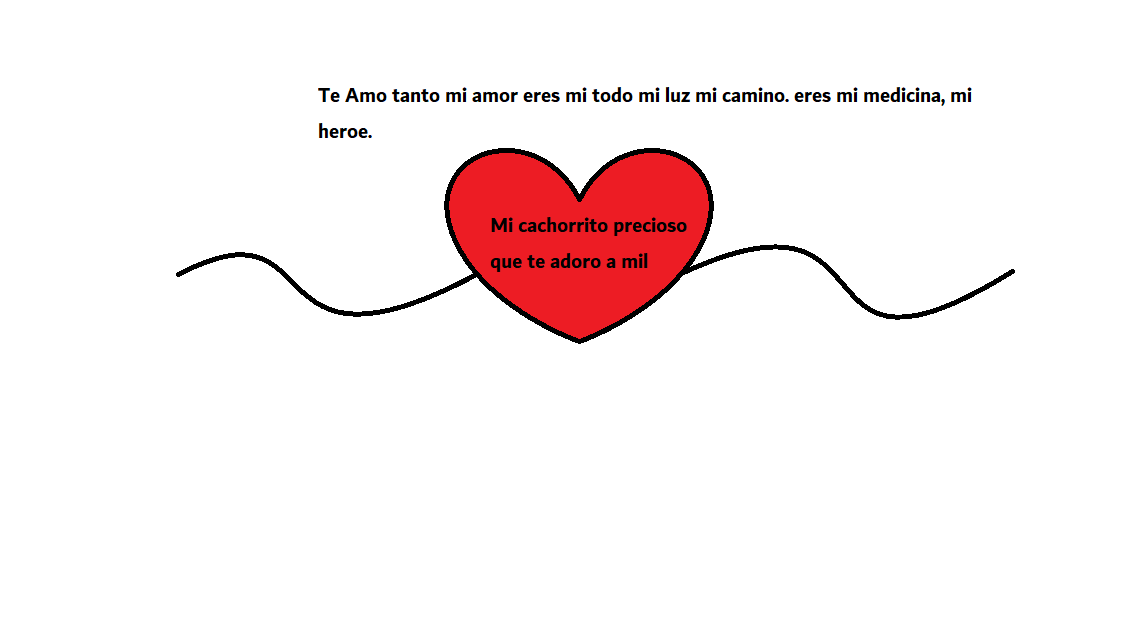 Te Amo tanto mi amor eres mi todo mi luz mi camino. eres mi medicina, mi
heroe.
Mi cachorrito precioso
que te adoro a mil